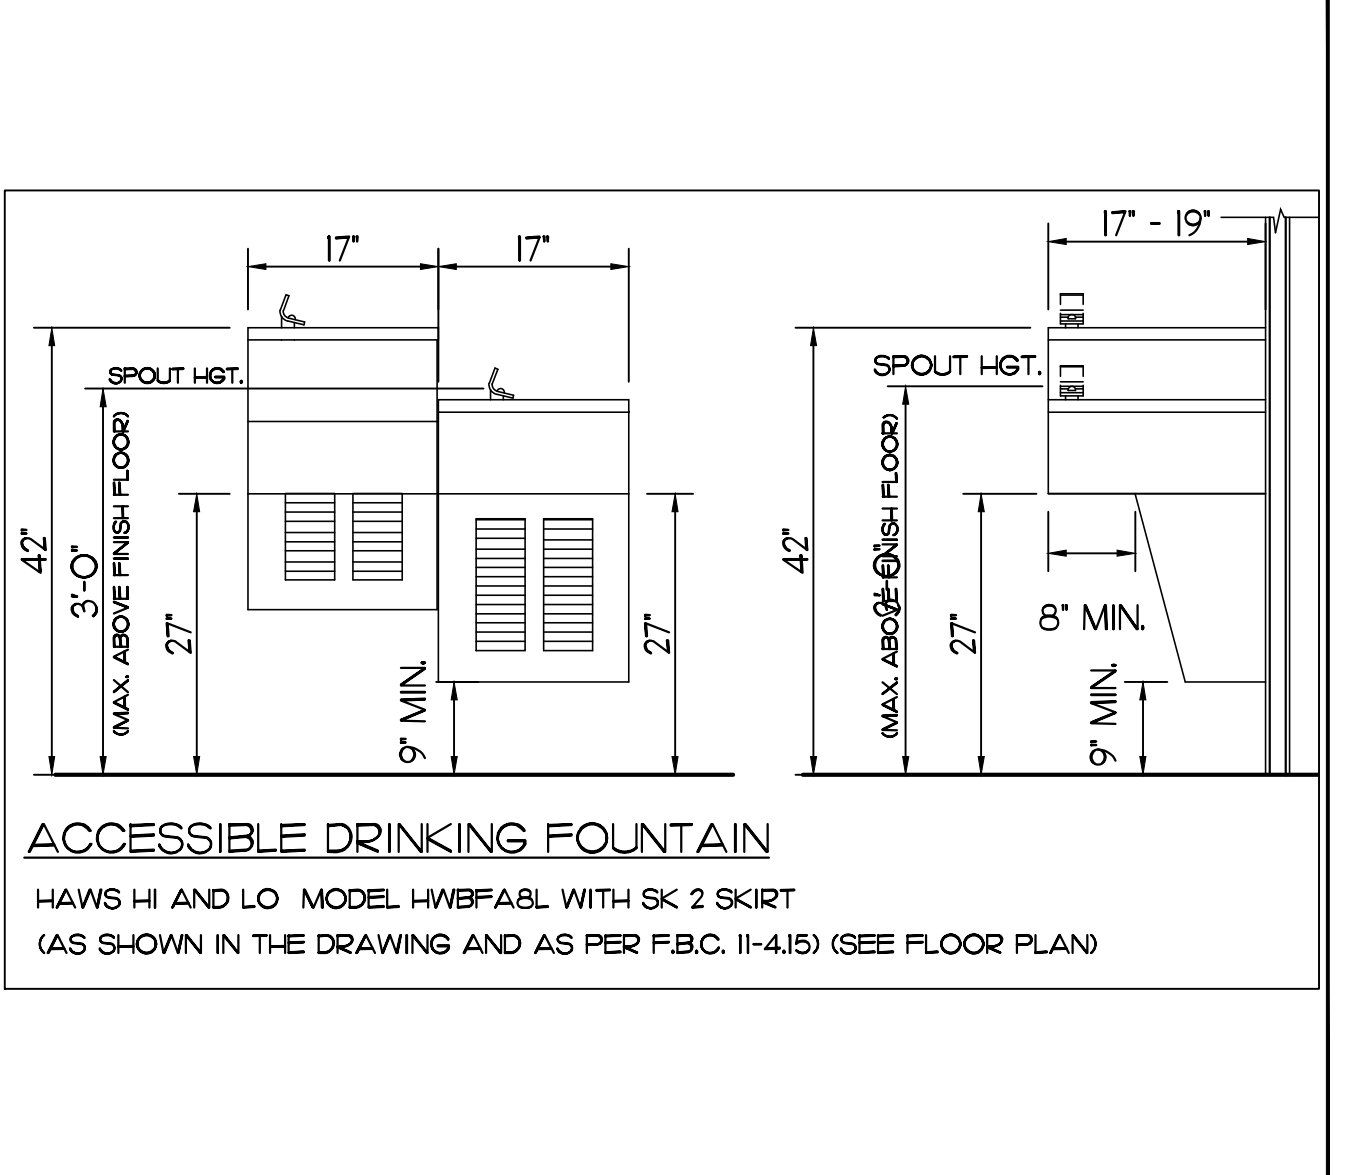 17"
17"
SPOUT HGT.
42"
3'-0"
(MAX. ABOVE FINISH FLOOR)
27"
9" MIN.
27"
17" - 19"
SPOUT HGT.
42"
3'-0"
(MAX. ABOVE FINISH FLOOR)
27"
8" MIN.
9" MIN.
ACCESSIBLE DRINKING FOUNTAIN
HAWS HI AND LO MODEL HWBFA8L WITH SK 2 SKIRT
(AS SHOWN IN THE DRAWING AND AS PER F.B.C. 11-4.15) (SEE FLOOR PLAN)